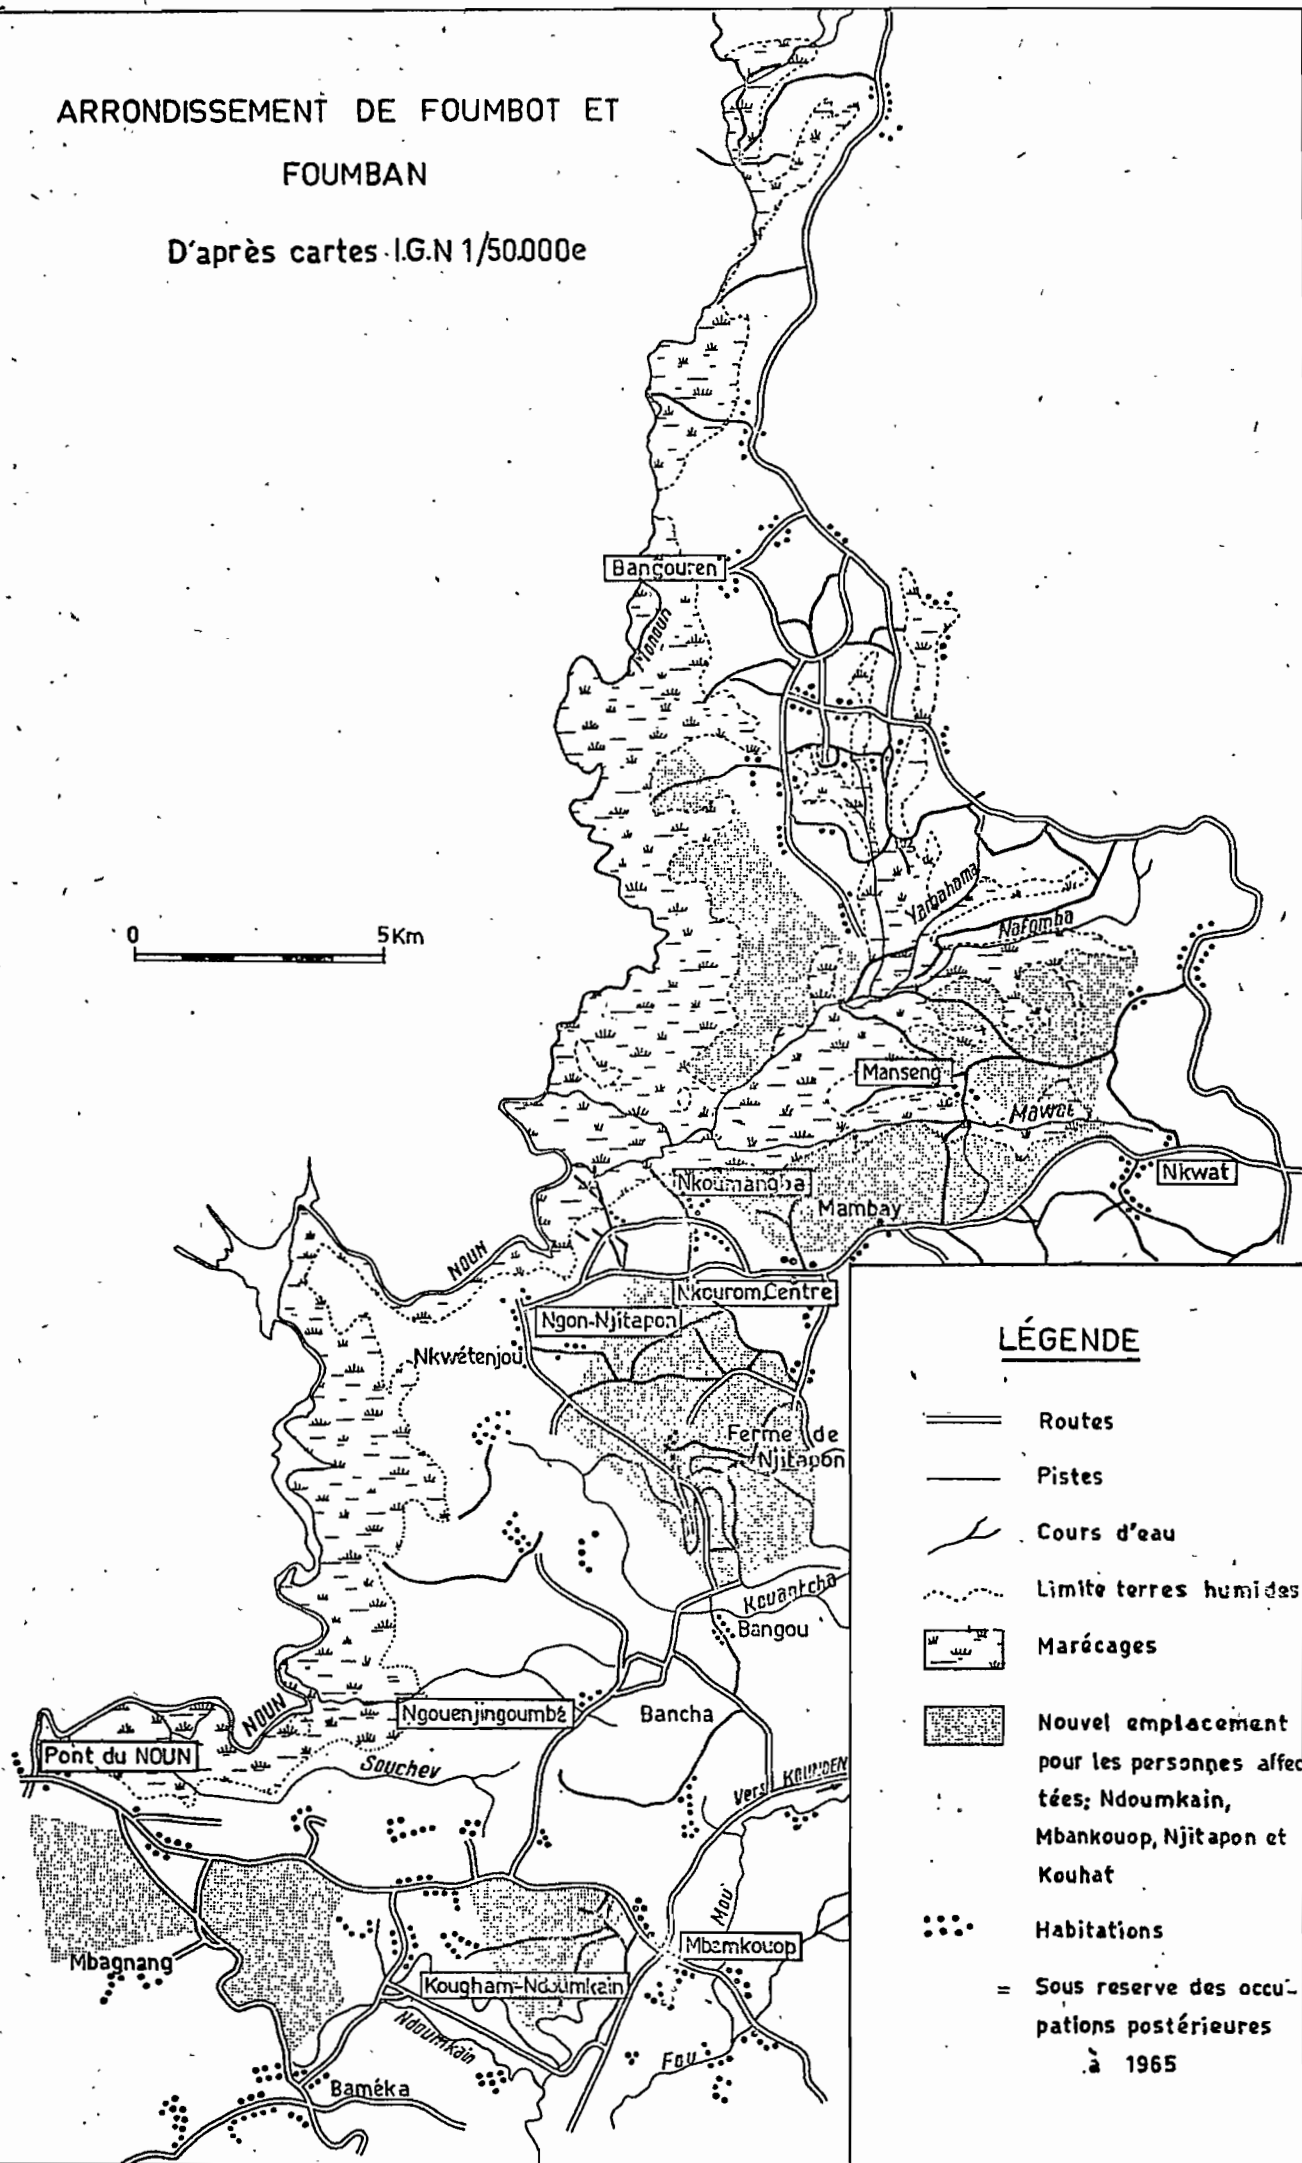 ARRONDISSEMENT DE FOUMBOT ET
FOUMBAN
D'après cartes I.G.N 1/50.000e
Bangouren
Manoun
Yarbahama
Nafomba
0 5Km
Manseng
Mawat
Nkwat
Nkoumangba
Mambay
NOUN
Nkourom Centre
Ngon-Njitapon
Nkwétenjou
Ferme de
Njitapon
Kouantcha
Bangou
Ngouenjingoumbé
Bancha
NOUN
Pont du NOUN
Souchev
Vers KOUNDEN
Mou
Mbamkouop
Mbagnang
Kougham-Ndoumkain
Ndoumkain
Fou
Baméka
LÉGENDE
Routes
Pistes
Cours d'eau
Limite terres humides
Marécages
Nouvel emplacement
pour les personnes affec
tées; Ndoumkain,
Mbankouop, Njitapon et
Kouhat
Habitations
= Sous reserve des occu-
pations postérieures
à 1965